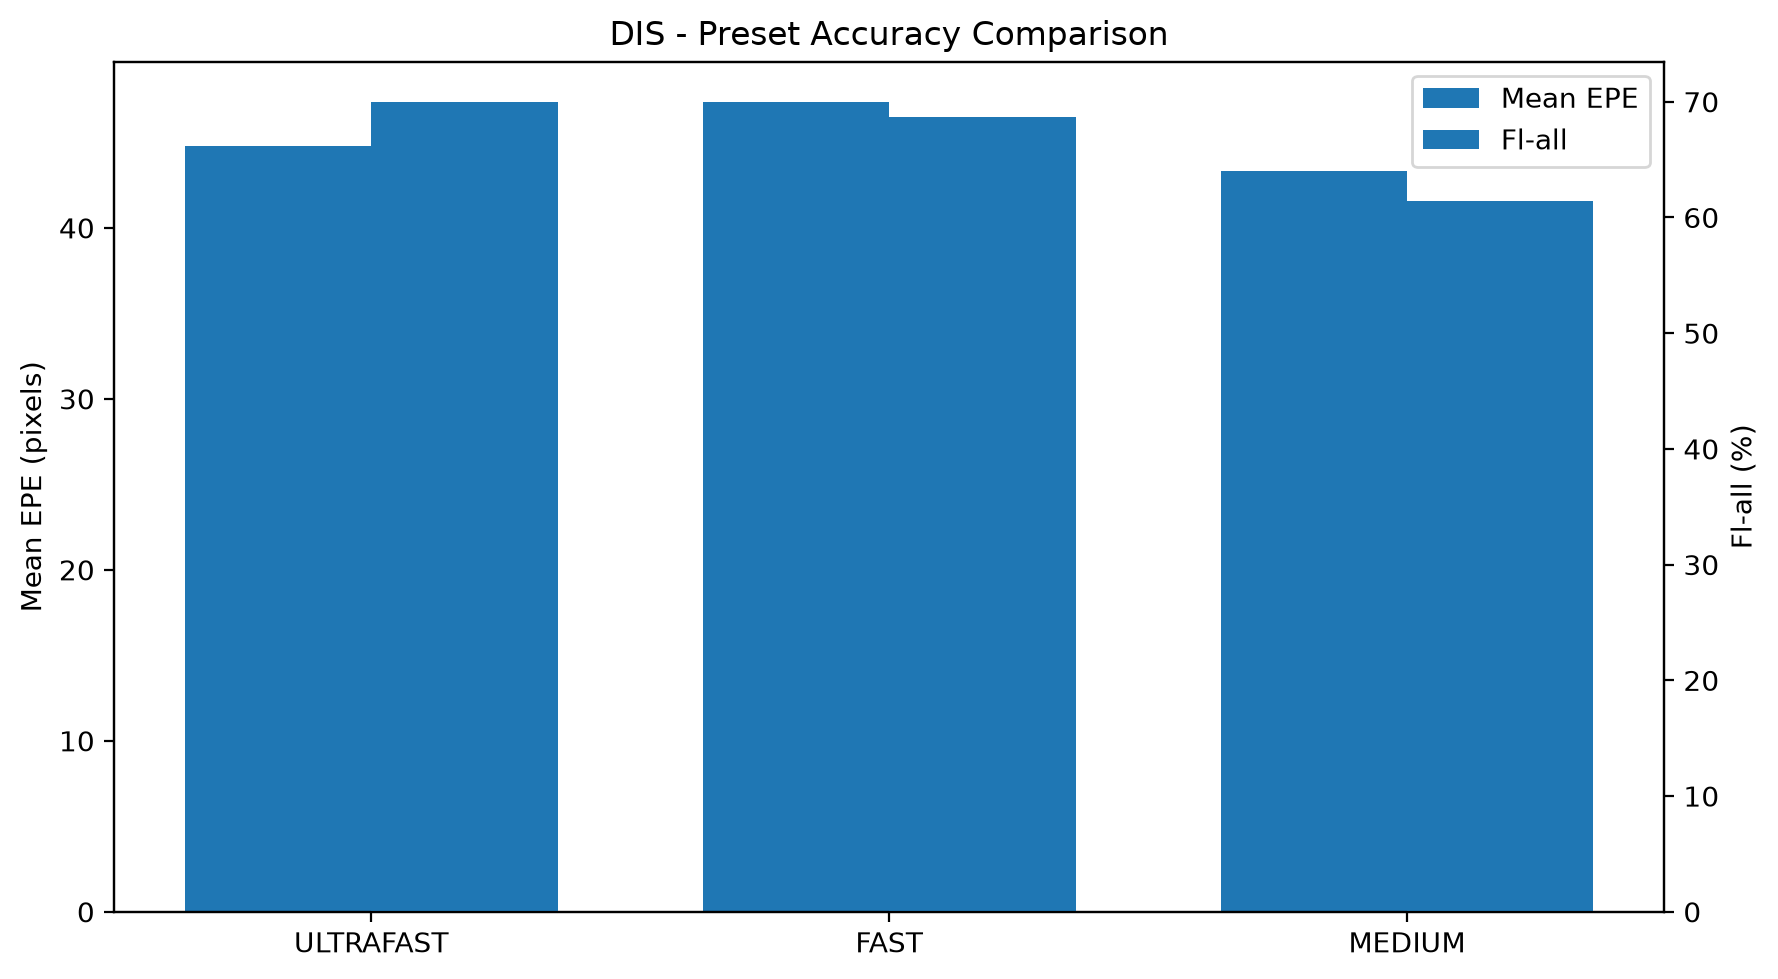 DIS - Preset Accuracy Comparison
Mean EPE
Fl-all
Mean EPE (pixels)
40
30
20
10
0
Fl-all (%)
70
60
50
40
30
20
10
0
ULTRAFAST
FAST
MEDIUM